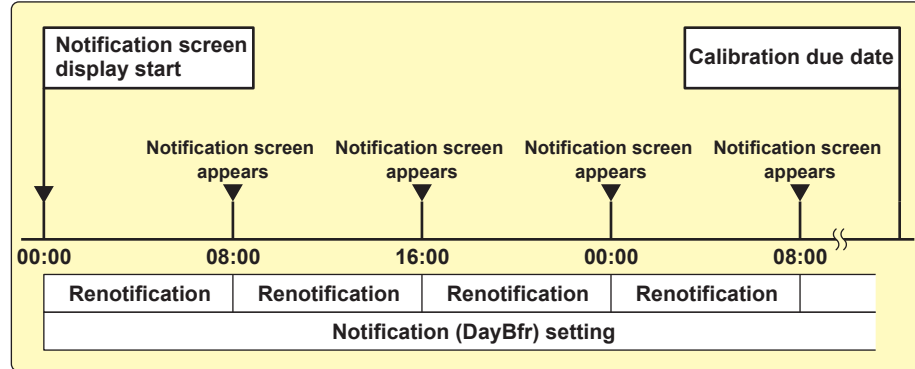 Notification screen
display start
Calibration due date
Notification screen
appears
Notification screen
appears
Notification screen
appears
Notification screen
appears
00:00
08:00
16:00
00:00
08:00
Renotification
Renotification
Renotification
Renotification
Notification (DayBfr) setting